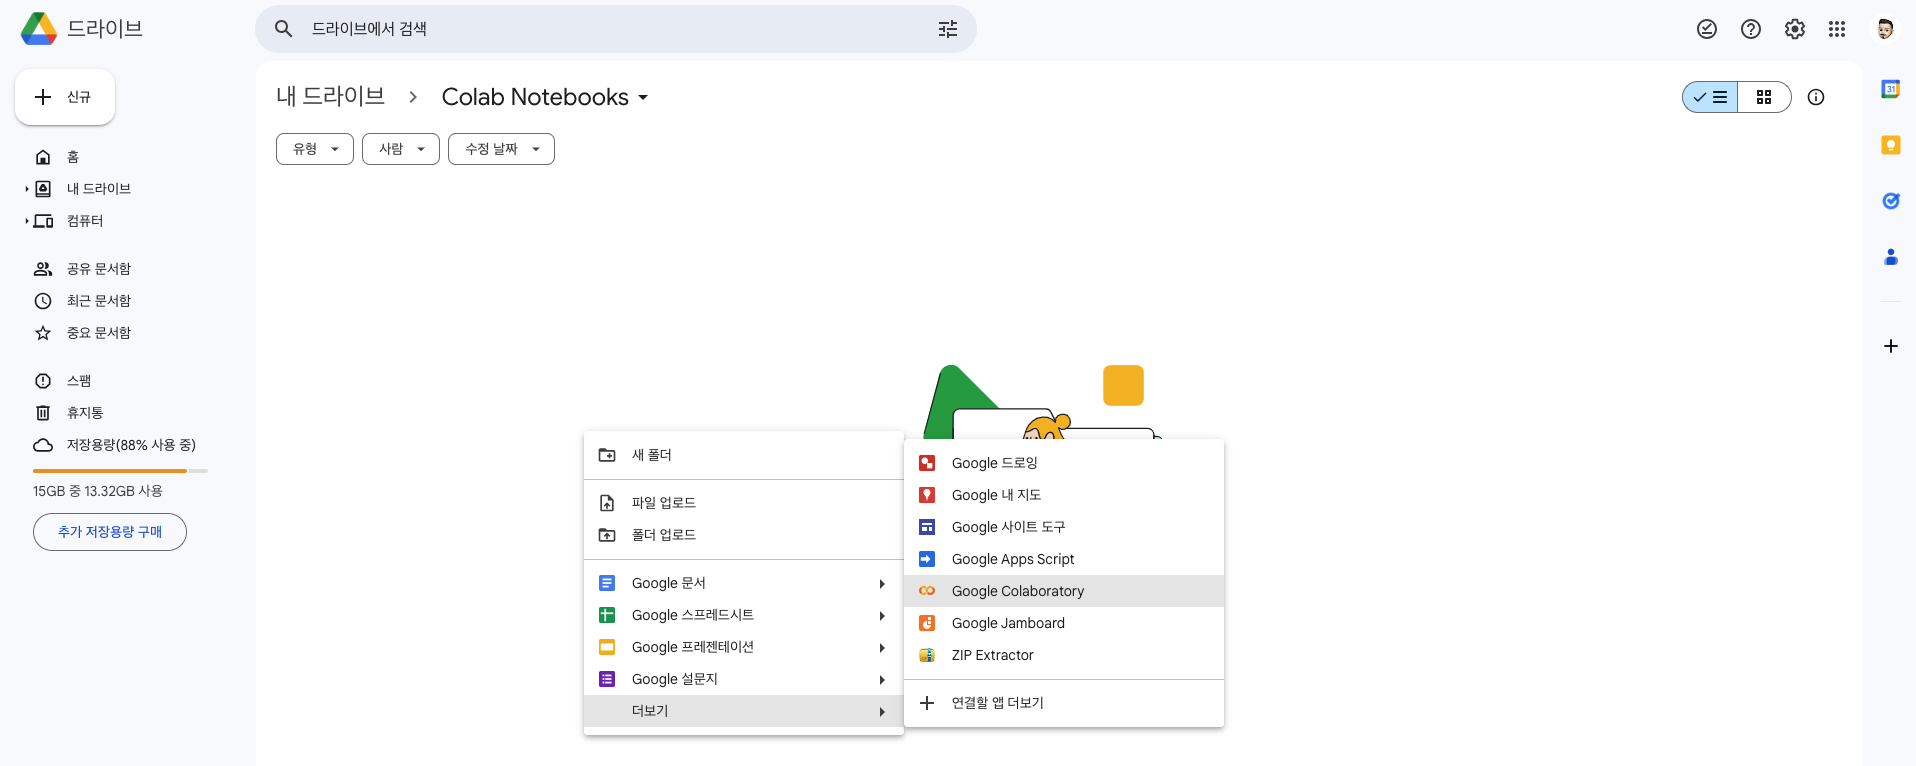 드라이브
드라이브에서 검색
신규
홈
내 드라이브
컴퓨터
공유 문서함
최근 문서함
중요 문서함
스팸
휴지통
저장용량(88% 사용 중)
15GB 중 13.32GB 사용
추가 저장용량 구매
내 드라이브 > Colab Notebooks
유형 사람 수정 날짜
새 폴더
파일 업로드
폴더 업로드
Google 문서
Google 스프레드시트
Google 프레젠테이션
Google 설문지
더보기
Google 드로잉
Google 내 지도
Google 사이트 도구
Google Apps Script
Google Colaboratory
Google Jamboard
ZIP Extractor
연결할 앱 더보기
31